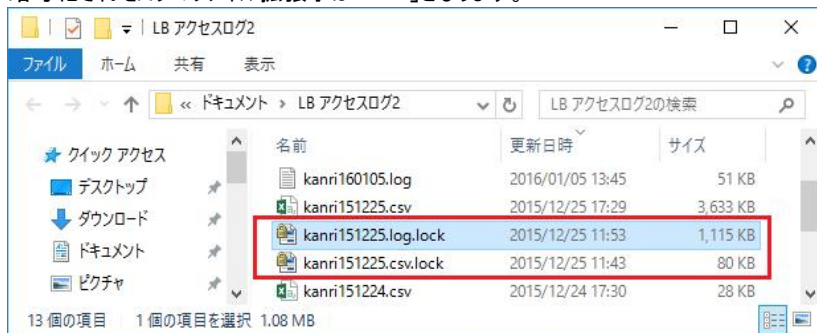 LB アクセスログ2
ファイル ホーム 共有 表示
« ドキュメント › LB アクセスログ2 LB アクセスログ2の検索
クイック アクセス
デスクトップ
ダウンロード
ドキュメント
ピクチャ
名前 更新日時 サイズ
kanri160105.log 2016/01/05 13:45 51 KB
kanri151225.csv 2015/12/25 17:29 3,633 KB
kanri151225.log.lock 2015/12/25 11:53 1,115 KB
kanri151225.csv.lock 2015/12/25 11:43 80 KB
kanri151224.csv 2015/12/24 17:30 28 KB
13 個の項目 1 個の項目を選択 1.08 MB